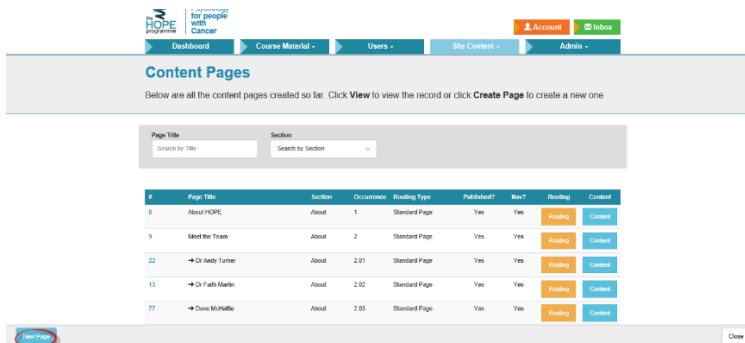 the HOPE programme
Psychology
for people
with
Cancer
Account
Inbox
Dashboard
Course Material
Users
Site Content
Admin
Content Pages
Below are all the content pages created so far. Click View to view the record or click Create Page to create a new one
Page Title
Section
Search by Title
Search by Section
# Page Title Section Occurrence Routing Type Published? Nav? Routing Content
8 About HOPE About 1 Standard Page Yes Yes Routing Content
9 Meet the Team About 2 Standard Page Yes Yes Routing Content
22 → Dr Andy Turner About 2.01 Standard Page Yes Yes Routing Content
13 → Dr Faith Martin About 2.02 Standard Page Yes Yes Routing Content
77 → Dave McHattie About 2.03 Standard Page Yes Yes Routing Content
New Page
Close